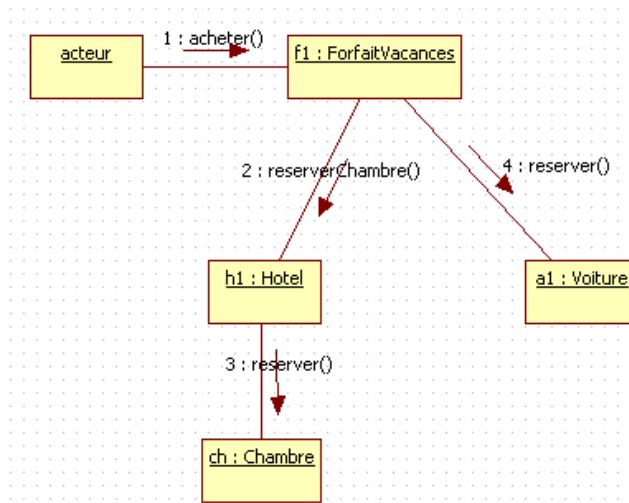 1 : acheter()
acteur
f1 : ForfaitVacances
2 : reserverChambre()
4 : reserver()
h1 : Hotel
a1 : Voiture
3 : reserver()
ch : Chambre